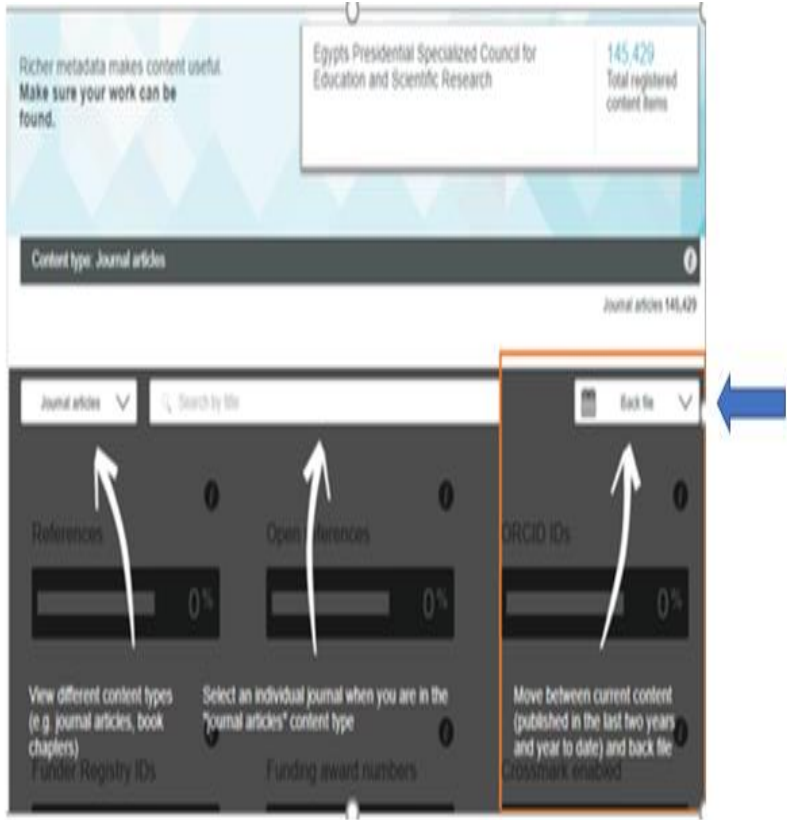 Richer metadata makes content useful.
Make sure your work can be
found.
Egypts Presidential Specialized Council for
Education and Scientific Research
145,429
Total registered
content items
Content type: Journal articles
Journal articles 145,429
Journal articles
Search by title
Back file
References
Open references
ORCID IDs
0%
0%
0%
View different content types
(e.g. journal articles, book
chapters)
Select an individual journal when you are in the
"journal articles" content type
Move between current content
(published in the last two years
and year to date) and back file
Funder Registry IDs
Funding award numbers
Crossmark enabled